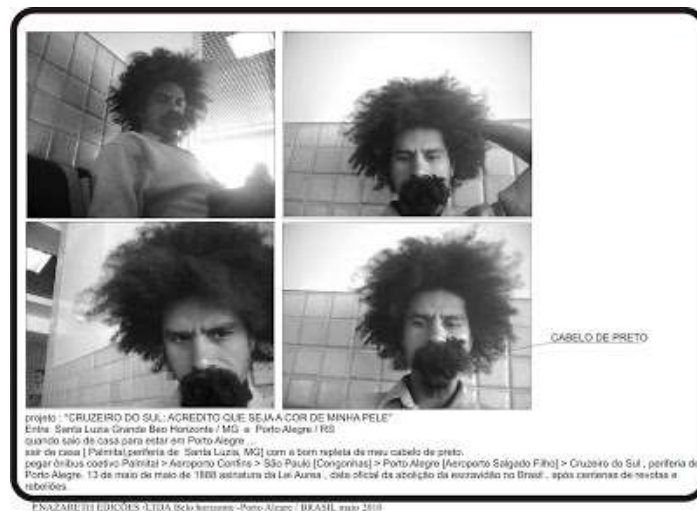 CABELO DE PRETO
projeto : "CRUZEIRO DO SUL: ACREDITO QUE SEJA A COR DE MINHA PELE"
Entre Santa Luzia Grande Belo Horizonte / MG e Porto Alegre / RS
quando saio de casa para estar em Porto Alegre ...
sair de casa [ Palmital,periferia de Santa Luzia, MG] com a bem repleta de meu cabelo de preto.
pegar ônibus coetivo Palmital > Aeroporto Confins > São Paulo [Congonhas] > Porto Alegre [Aeroporto Salgado Filho] > Cruzeiro do Sul , periferia de
Porto Alegre. 13 de maio de maio de 1888 assinatura da Lei Aurea , data oficial da abolição da escravidão no Brasil , após centenas de revoltas e
rebeliões.
P.NAZARETH EDIÇÕES /LTDA Belo horizonte -Porto Alegre / BRASIL maio 2010